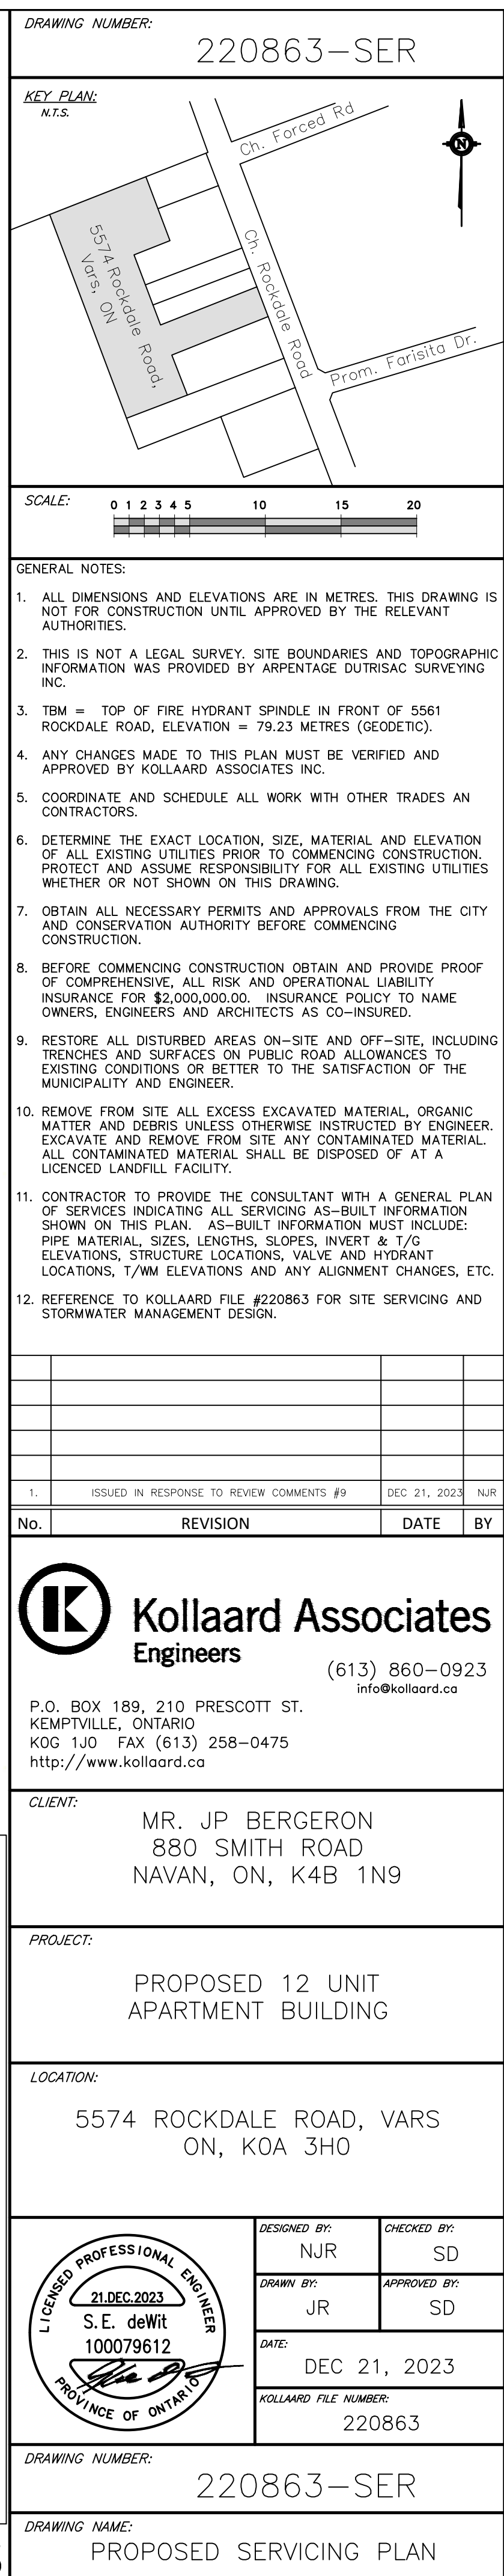 DRAWING NUMBER:
220863-SER
KEY PLAN:
N.T.S.
Ch. Forced Rd
N
5574 Rockdale Road,
Vars, ON
Ch. Rockdale Road
Prom. Farisita Dr.
SCALE:
0 1 2 3 4 5 10 15 20
GENERAL NOTES:
1. ALL DIMENSIONS AND ELEVATIONS ARE IN METRES. THIS DRAWING IS
NOT FOR CONSTRUCTION UNTIL APPROVED BY THE RELEVANT
AUTHORITIES.
2. THIS IS NOT A LEGAL SURVEY. SITE BOUNDARIES AND TOPOGRAPHIC
INFORMATION WAS PROVIDED BY ARPENTAGE DUTRISAC SURVEYING
INC.
3. TBM = TOP OF FIRE HYDRANT SPINDLE IN FRONT OF 5561
ROCKDALE ROAD, ELEVATION = 79.23 METRES (GEODETIC).
4. ANY CHANGES MADE TO THIS PLAN MUST BE VERIFIED AND
APPROVED BY KOLLAARD ASSOCIATES INC.
5. COORDINATE AND SCHEDULE ALL WORK WITH OTHER TRADES AN
CONTRACTORS.
6. DETERMINE THE EXACT LOCATION, SIZE, MATERIAL AND ELEVATION
OF ALL EXISTING UTILITIES PRIOR TO COMMENCING CONSTRUCTION.
PROTECT AND ASSUME RESPONSIBILITY FOR ALL EXISTING UTILITIES
WHETHER OR NOT SHOWN ON THIS DRAWING.
7. OBTAIN ALL NECESSARY PERMITS AND APPROVALS FROM THE CITY
AND CONSERVATION AUTHORITY BEFORE COMMENCING
CONSTRUCTION.
8. BEFORE COMMENCING CONSTRUCTION OBTAIN AND PROVIDE PROOF
OF COMPREHENSIVE, ALL RISK AND OPERATIONAL LIABILITY
INSURANCE FOR $2,000,000.00. INSURANCE POLICY TO NAME
OWNERS, ENGINEERS AND ARCHITECTS AS CO-INSURED.
9. RESTORE ALL DISTURBED AREAS ON-SITE AND OFF-SITE, INCLUDING
TRENCHES AND SURFACES ON PUBLIC ROAD ALLOWANCES TO
EXISTING CONDITIONS OR BETTER TO THE SATISFACTION OF THE
MUNICIPALITY AND ENGINEER.
10. REMOVE FROM SITE ALL EXCESS EXCAVATED MATERIAL, ORGANIC
MATTER AND DEBRIS UNLESS OTHERWISE INSTRUCTED BY ENGINEER.
EXCAVATE AND REMOVE FROM SITE ANY CONTAMINATED MATERIAL.
ALL CONTAMINATED MATERIAL SHALL BE DISPOSED OF AT A
LICENCED LANDFILL FACILITY.
11. CONTRACTOR TO PROVIDE THE CONSULTANT WITH A GENERAL PLAN
OF SERVICES INDICATING ALL SERVICING AS-BUILT INFORMATION
SHOWN ON THIS PLAN. AS-BUILT INFORMATION MUST INCLUDE:
PIPE MATERIAL, SIZES, LENGTHS, SLOPES, INVERT & T/G
ELEVATIONS, STRUCTURE LOCATIONS, VALVE AND HYDRANT
LOCATIONS, T/WM ELEVATIONS AND ANY ALIGNMENT CHANGES, ETC.
12. REFERENCE TO KOLLAARD FILE #220863 FOR SITE SERVICING AND
STORMWATER MANAGEMENT DESIGN.
1. ISSUED IN RESPONSE TO REVIEW COMMENTS #9 DEC 21, 2023 NJR
No. REVISION DATE BY
K
Kollaard Associates
Engineers
(613) 860-0923
info@kollaard.ca
P.O. BOX 189, 210 PRESCOTT ST.
KEMPTVILLE, ONTARIO
K0G 1J0 FAX (613) 258-0475
http://www.kollaard.ca
CLIENT:
MR. JP BERGERON
880 SMITH ROAD
NAVAN, ON, K4B 1N9
PROJECT:
PROPOSED 12 UNIT
APARTMENT BUILDING
LOCATION:
5574 ROCKDALE ROAD, VARS
ON, K0A 3H0
LICENSED PROFESSIONAL ENGINEER
21.DEC.2023
S.E. deWit
100079612
PROVINCE OF ONTARIO
DESIGNED BY:
NJR
CHECKED BY:
SD
DRAWN BY:
JR
APPROVED BY:
SD
DATE:
DEC 21, 2023
KOLLAARD FILE NUMBER:
220863
DRAWING NUMBER:
220863-SER
DRAWING NAME:
PROPOSED SERVICING PLAN